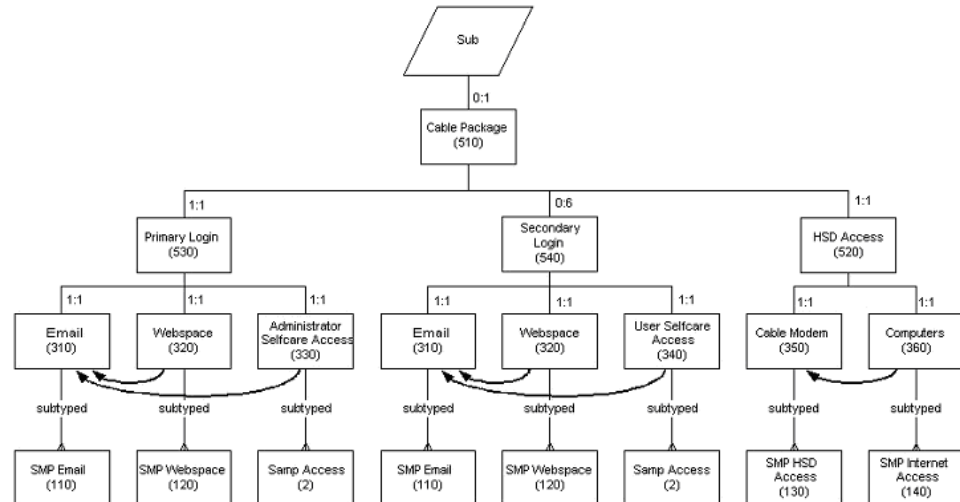 Sub
0:1
Cable Package
(510)
1:1
0:6
1:1
Primary Login
(530)
Secondary
Login
(540)
HSD Access
(520)
1:1
1:1
1:1
1:1
1:1
1:1
1:1
1:1
Email
(310)
Webspace
(320)
Administrator
Selfcare Access
(330)
Email
(310)
Webspace
(320)
User Selfcare
Access
(340)
Cable Modem
(350)
Computers
(360)
subtyped
subtyped
subtyped
subtyped
subtyped
subtyped
subtyped
subtyped
SMP Email
(110)
SMP Webspace
(120)
Samp Access
(2)
SMP Email
(110)
SMP Webspace
(120)
Samp Access
(2)
SMP HSD
Access
(130)
SMP Internet
Access
(140)